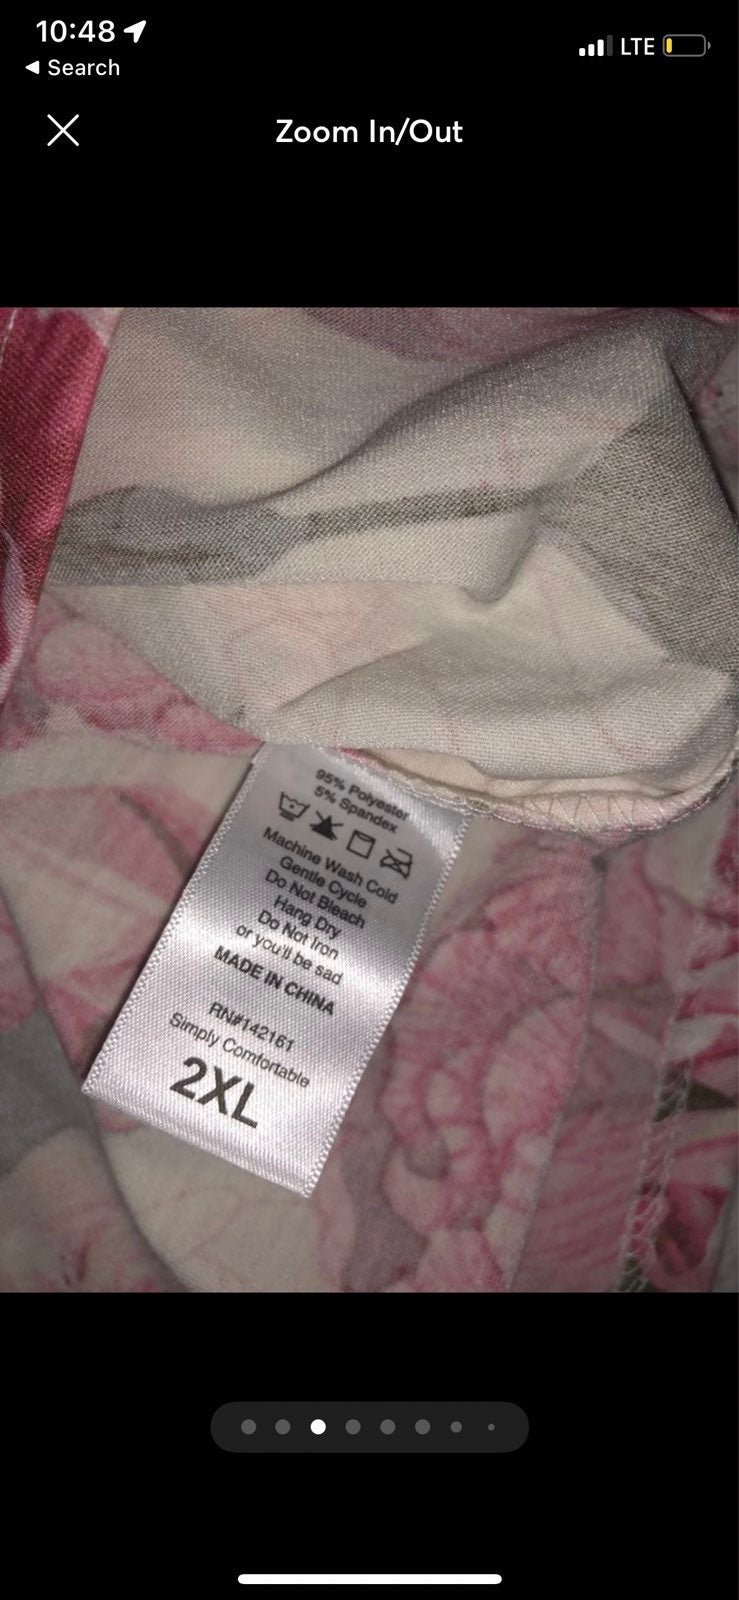 10:48
LTE
Search
Zoom In/Out
95% Polyester
5% Spandex
Machine Wash Cold
Gentle Cycle
Do Not Bleach
Hang Dry
Do Not Iron
or you'll be sad
MADE IN CHINA
RN#142161
Simply Comfortable
2XL